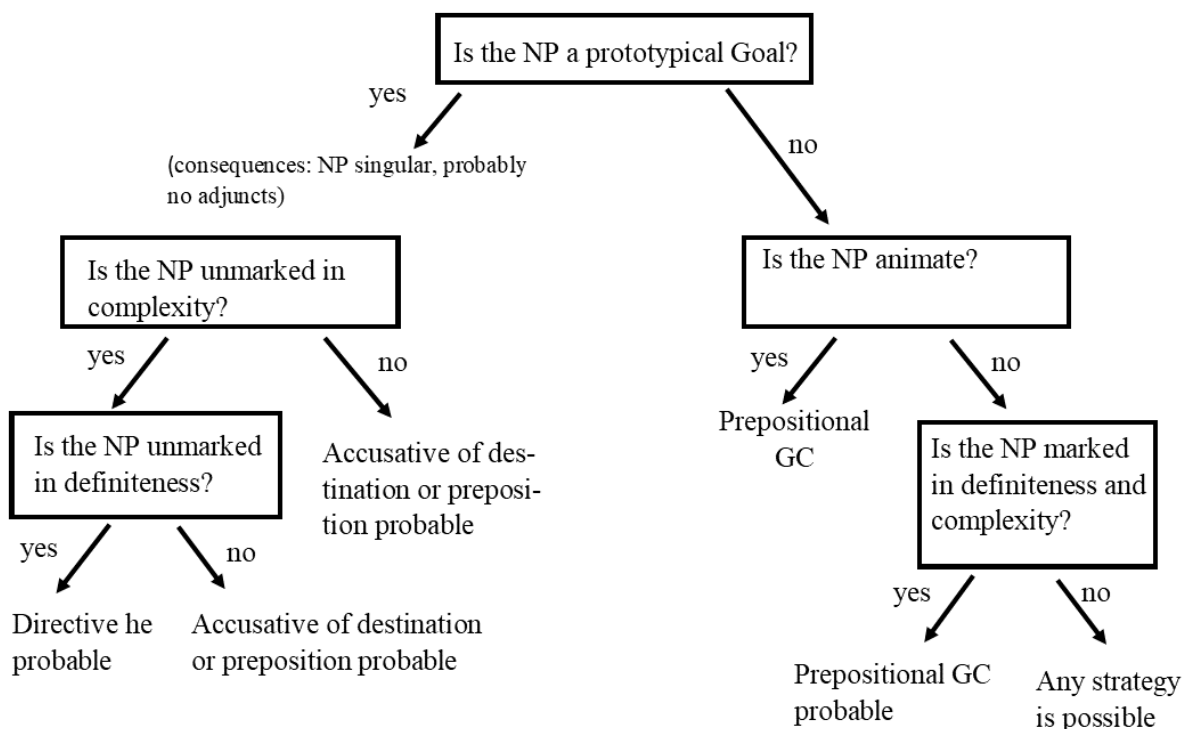 Is the NP a prototypical Goal?
yes
no
(consequences: NP singular, probably
no adjuncts)
Is the NP unmarked in
complexity?
Is the NP animate?
yes
no
yes
no
Is the NP unmarked
in definiteness?
Accusative of des-
tination or preposi-
tion probable
Prepositional
GC
Is the NP marked
in definiteness and
complexity?
yes
no
yes
no
Directive he
probable
Accusative of destination
or preposition probable
Prepositional GC
probable
Any strategy
is possible